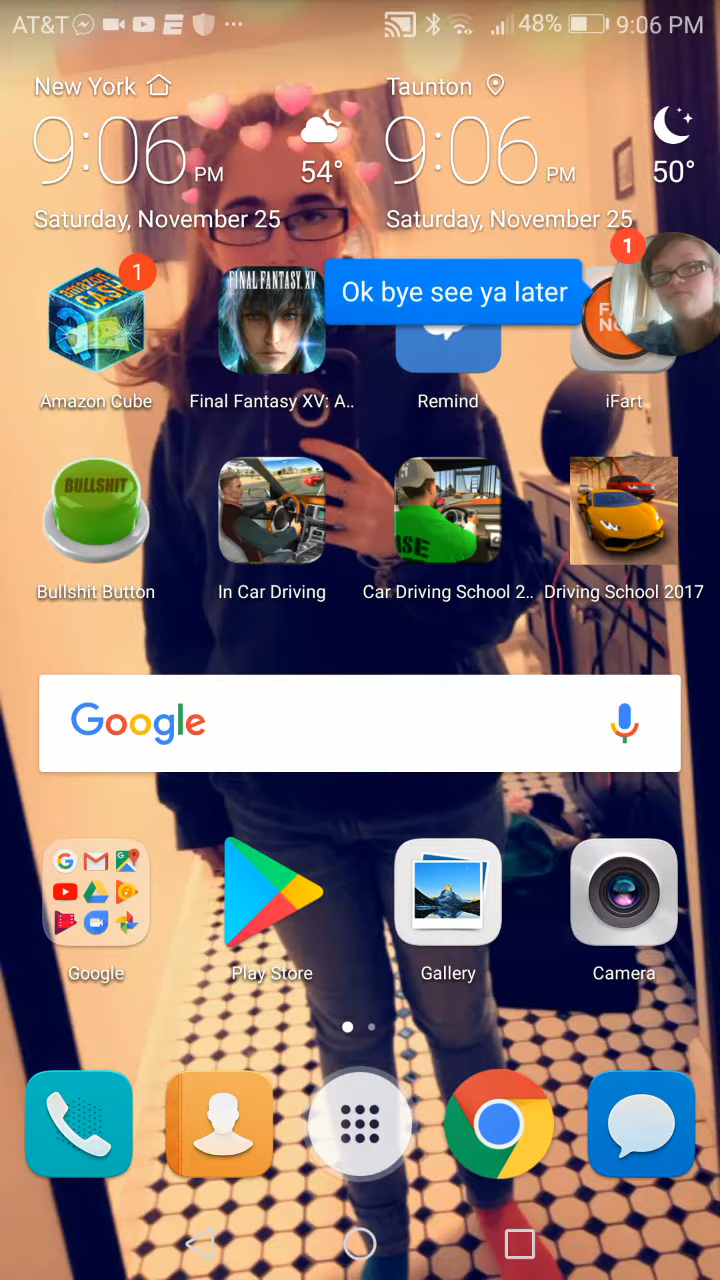 AT&T ... 48% 9:06 PM
New York Taunton
9:06 PM 54° 9:06 PM 50°
Saturday, November 25 Saturday, November 25
1
Ok bye see ya later
1
amazon
CASH
FINAL FANTASY XV
Amazon Cube Final Fantasy XV: A.. Remind iFart
BULLSHIT
Bullshit Button In Car Driving Car Driving School 2.. Driving School 2017
Google
Google Play Store Gallery Camera